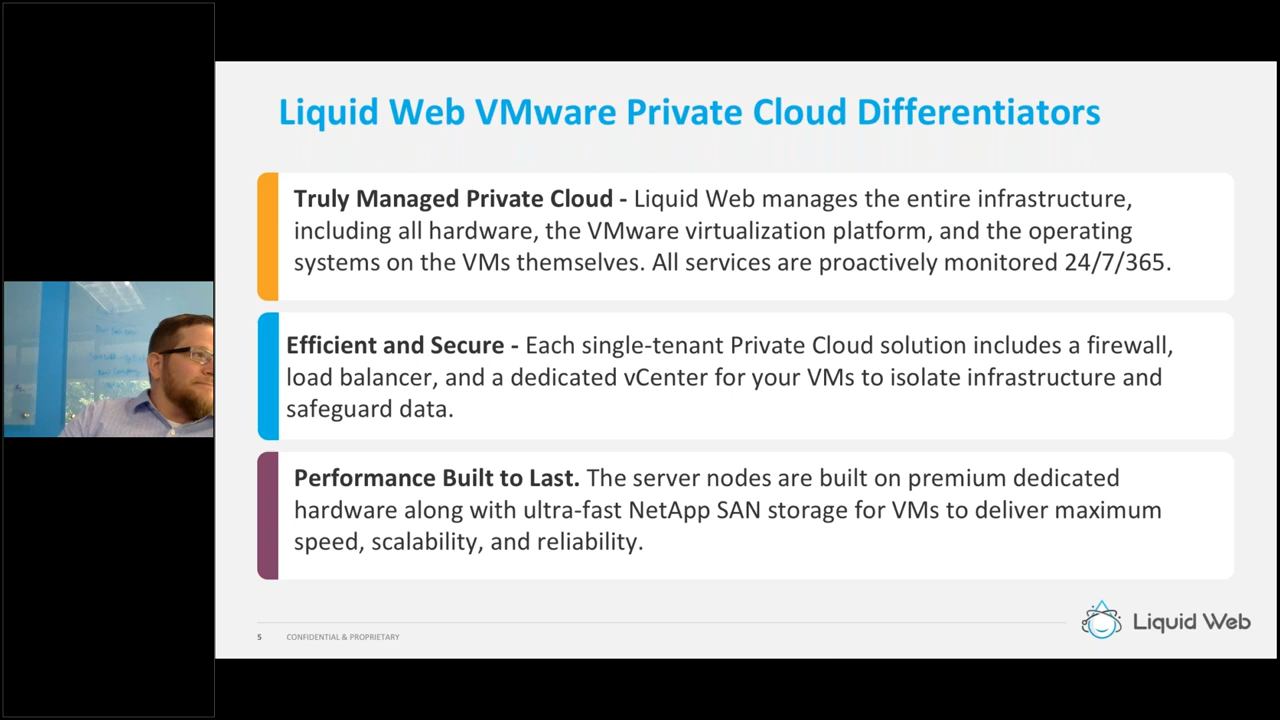 Liquid Web VMware Private Cloud Differentiators
Truly Managed Private Cloud - Liquid Web manages the entire infrastructure,
including all hardware, the VMware virtualization platform, and the operating
systems on the VMs themselves. All services are proactively monitored 24/7/365.
Efficient and Secure - Each single-tenant Private Cloud solution includes a firewall,
load balancer, and a dedicated vCenter for your VMs to isolate infrastructure and
safeguard data.
Performance Built to Last. The server nodes are built on premium dedicated
hardware along with ultra-fast NetApp SAN storage for VMs to deliver maximum
speed, scalability, and reliability.
5 CONFIDENTIAL & PROPRIETARY
Liquid Web